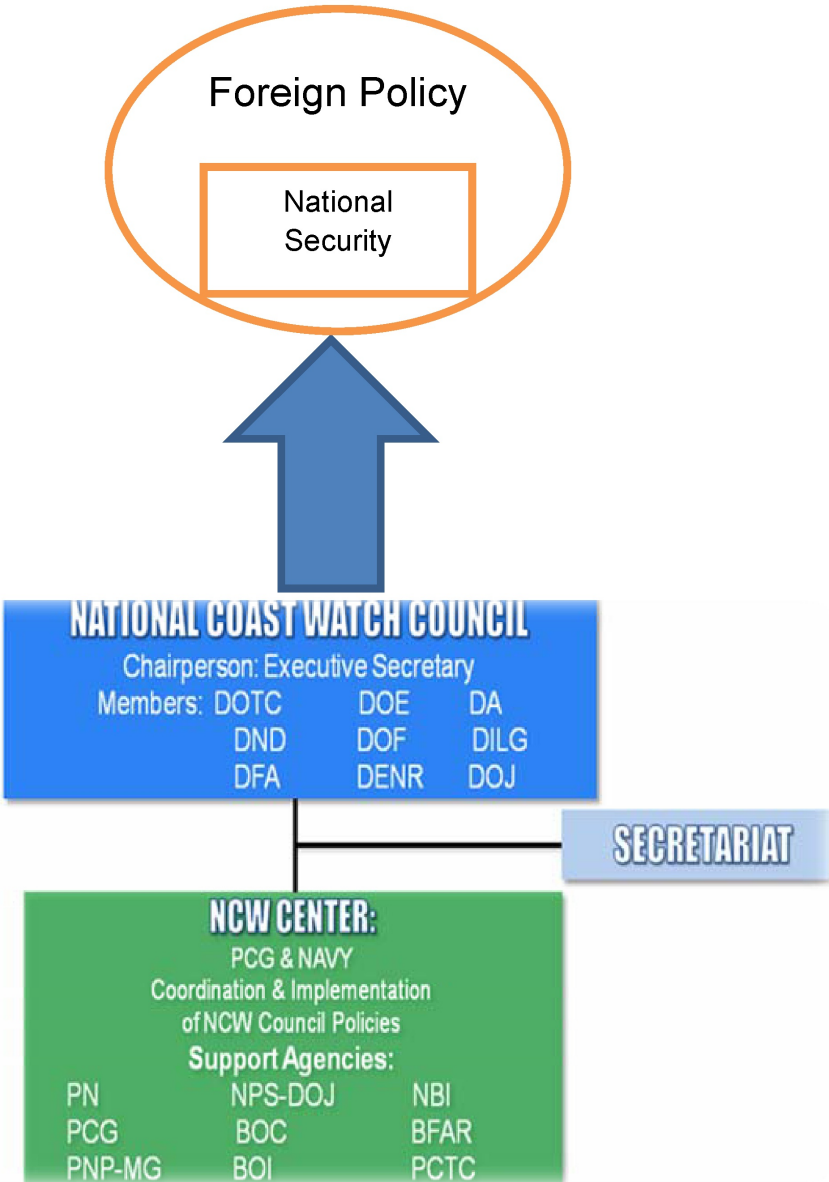 Foreign Policy
National
Security
NATIONAL COAST WATCH COUNCIL
Chairperson: Executive Secretary
Members: DOTC DOE DA
DND DOF DILG
DFA DENR DOJ
SECRETARIAT
NCW CENTER:
PCG & NAVY
Coordination & Implementation
of NCW Council Policies
Support Agencies:
PN NPS-DOJ NBI
PCG BOC BFAR
PNP-MG BOI PCTC